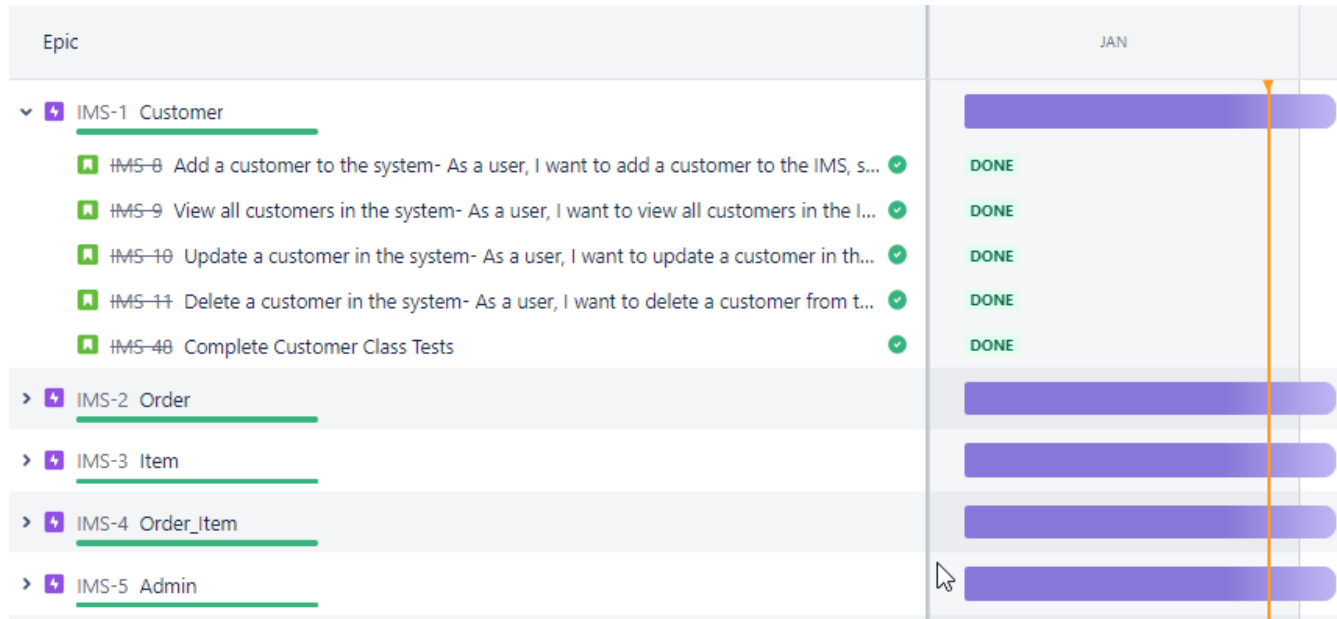 Epic
JAN
IMS-1 Customer
IMS-8 Add a customer to the system- As a user, I want to add a customer to the IMS, s... DONE
IMS-9 View all customers in the system- As a user, I want to view all customers in the I... DONE
IMS-10 Update a customer in the system- As a user, I want to update a customer in th... DONE
IMS-11 Delete a customer in the system- As a user, I want to delete a customer from t... DONE
IMS-48 Complete Customer Class Tests DONE
IMS-2 Order
IMS-3 Item
IMS-4 Order_Item
IMS-5 Admin